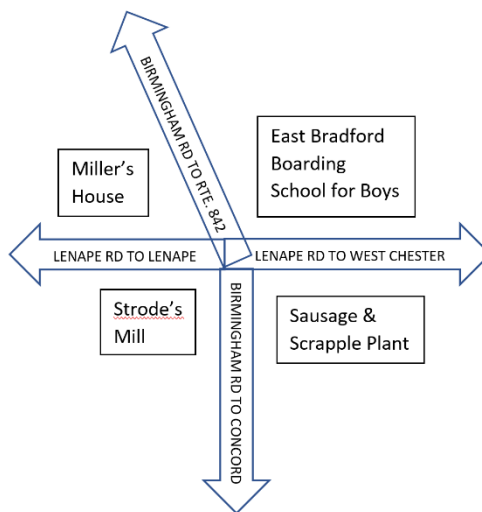 BIRMINGHAM RD TO RTE. 842
East Bradford
Boarding
School for Boys
Miller's
House
LENAPE RD TO LENAPE
LENAPE RD TO WEST CHESTER
Strode's
Mill
BIRMINGHAM RD TO CONCORD
Sausage &
Scrapple Plant